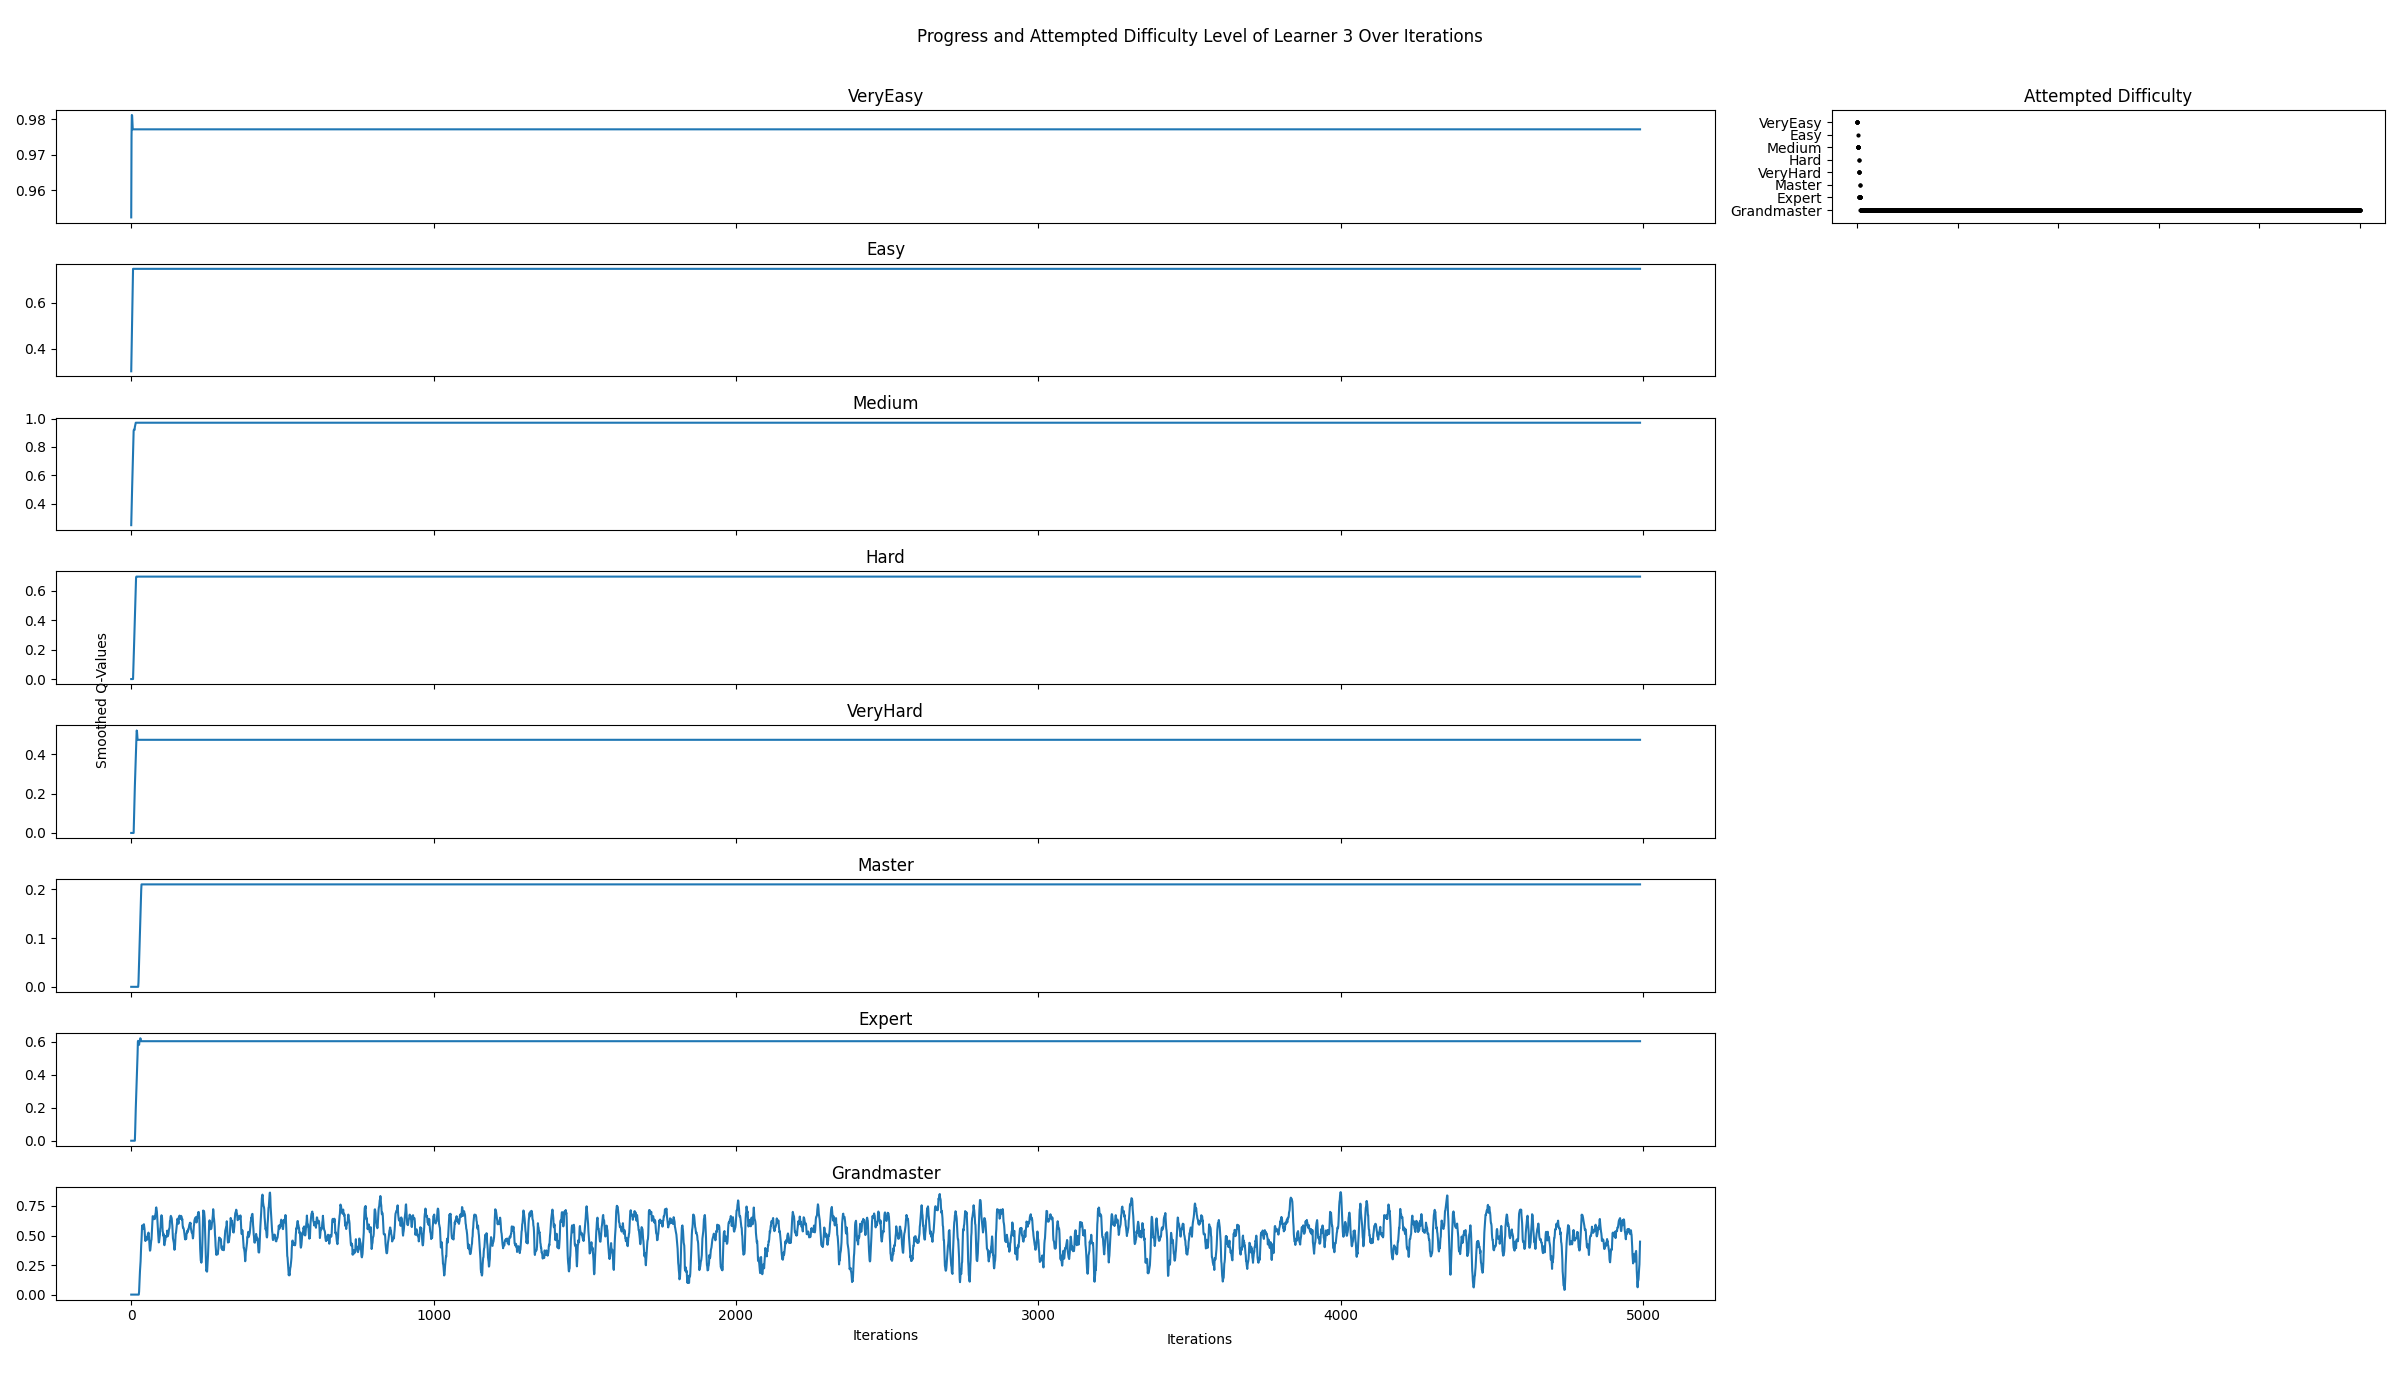 Progress and Attempted Difficulty Level of Learner 3 Over Iterations
VeryEasy
0.98
0.97
0.96
Attempted Difficulty
VeryEasy
Easy
Medium
Hard
VeryHard
Master
Expert
Grandmaster
Easy
0.6
0.4
Medium
1.0
0.8
0.6
0.4
Hard
0.6
0.4
0.2
0.0
Smoothed Q-Values
VeryHard
0.4
0.2
0.0
Master
0.2
0.1
0.0
Expert
0.6
0.4
0.2
0.0
Grandmaster
0.75
0.50
0.25
0.00
0 1000 2000 3000 4000 5000
Iterations
Iterations